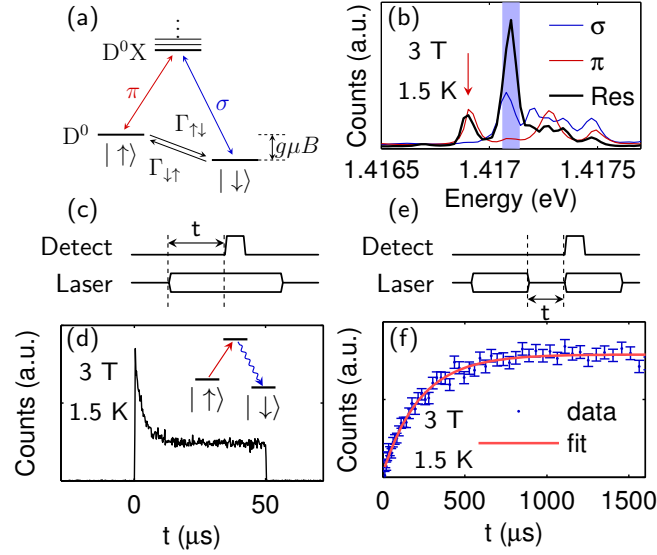 (a)
D⁰X
π
σ
D⁰
Γ↑↓
Γ↓↑
gμB
| ↑⟩
| ↓⟩
(b)
Counts (a.u.)
3 T
1.5 K
σ
π
Res
1.4165 1.417 1.4175
Energy (eV)
(c)
t
Detect
Laser
(e)
Detect
Laser
t
(d)
Counts (a.u.)
3 T
1.5 K
| ↑⟩
| ↓⟩
0 50
t (μs)
(f)
Counts (a.u.)
3 T
1.5 K
data
fit
0 500 1000 1500
t (μs)